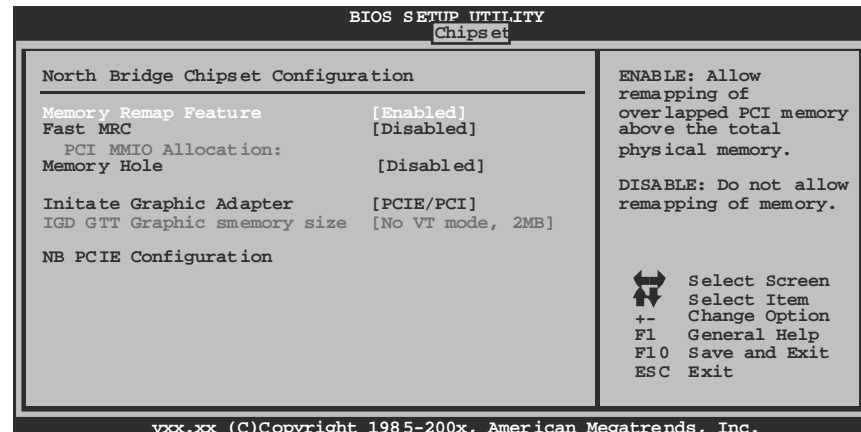 BIOS SETUP UTILITY
Chipset
North Bridge Chipset Configuration
Memory Remap Feature [Enabled]
Fast MRC [Disabled]
PCI MMIO Allocation:
Memory Hole [Disabled]
Initate Graphic Adapter [PCIE/PCI]
IGD GTT Graphic smemory size [No VT mode, 2MB]
NB PCIE Configuration
ENABLE: Allow
remapping of
overlapped PCI memory
above the total
physical memory.
DISABLE: Do not allow
remapping of memory.
Select Screen
Select Item
+- Change Option
F1 General Help
F10 Save and Exit
ESC Exit
vxx.xx (C)Copyright 1985-200x, American Megatrends, Inc.